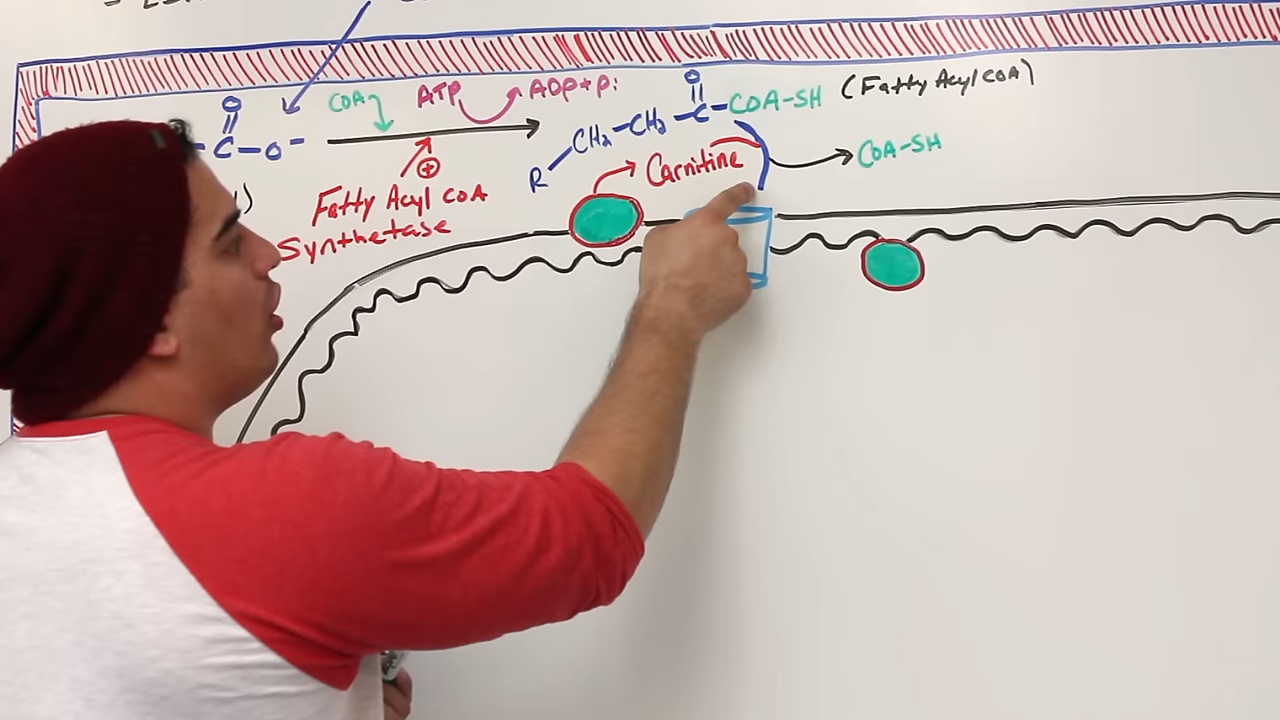 O
C-O-
COA
ATP
ADP+Pi
+
Fatty Acyl COA
Synthetase
R
CH2-CH2-C-COA-SH
O
(Fatty Acyl COA)
Carnitine
COA-SH